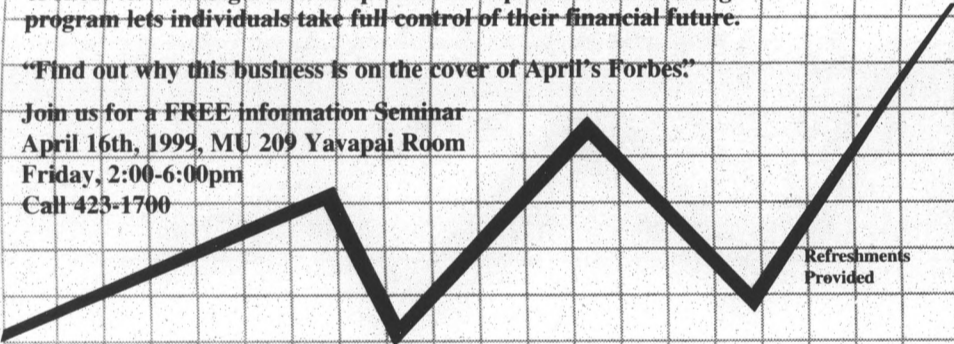 program lets individuals take full control of their financial future.
“Find out why this business is on the cover of April’s Forbes.”
Join us for a FREE information Seminar
April 16th, 1999, MU 209 Yavapai Room
Friday, 2:00-6:00pm
Call 423-1700
Refreshments
Provided